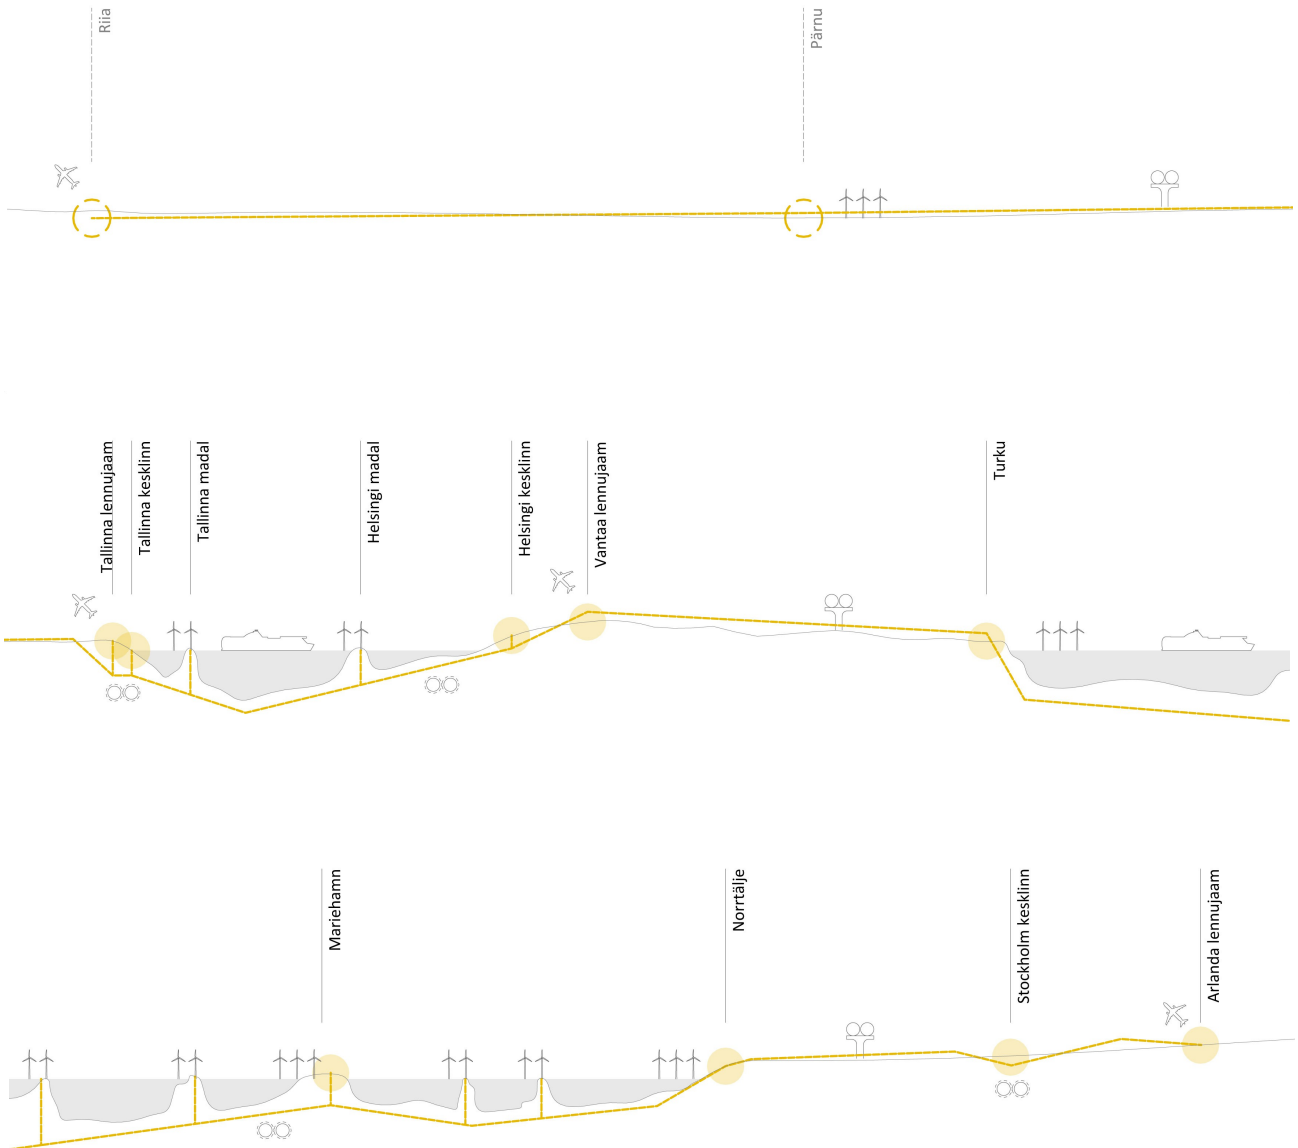 Riia
Pärnu
Tallinna lennujaam
Tallinna kesklinn
Tallinna madal
Helsingi madal
Helsingi kesklinn
Vantaa lennujaam
Turku
Mariehamn
Norrtälje
Stockholm kesklinn
Arlanda lennujaam